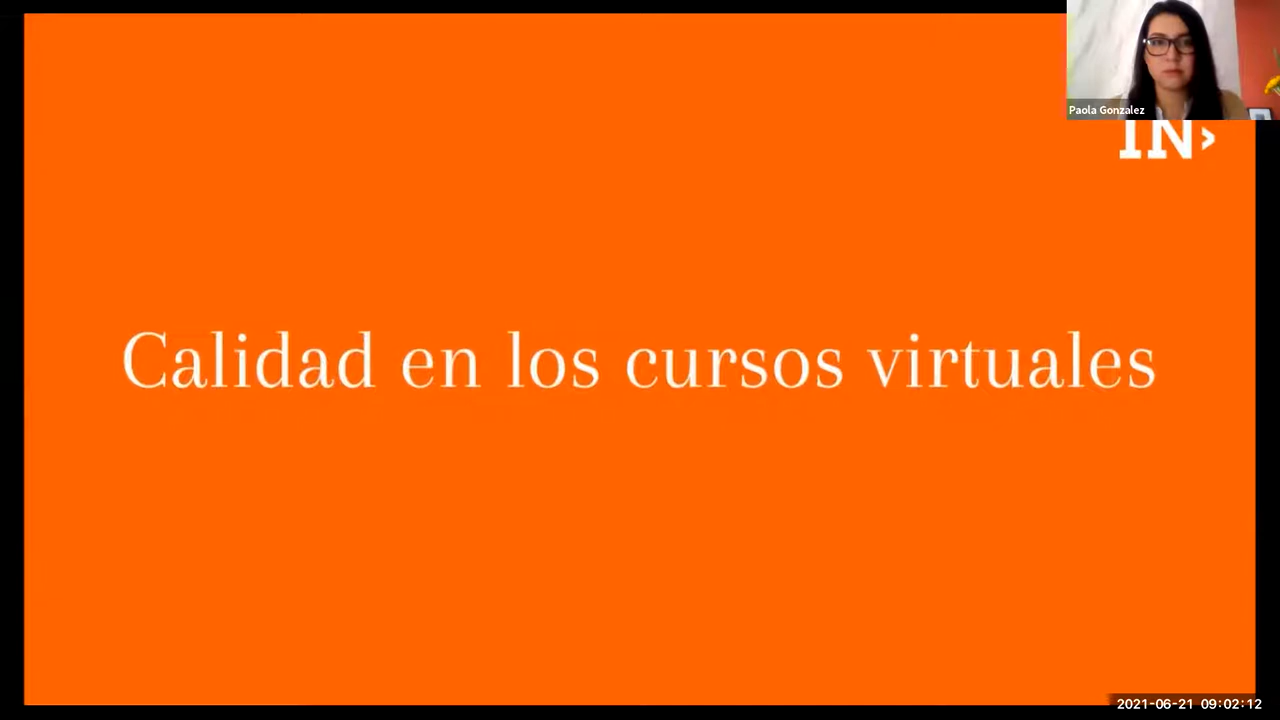 Paola Gonzalez
IN›
Calidad en los cursos virtuales
2021-06-21 09:02:12